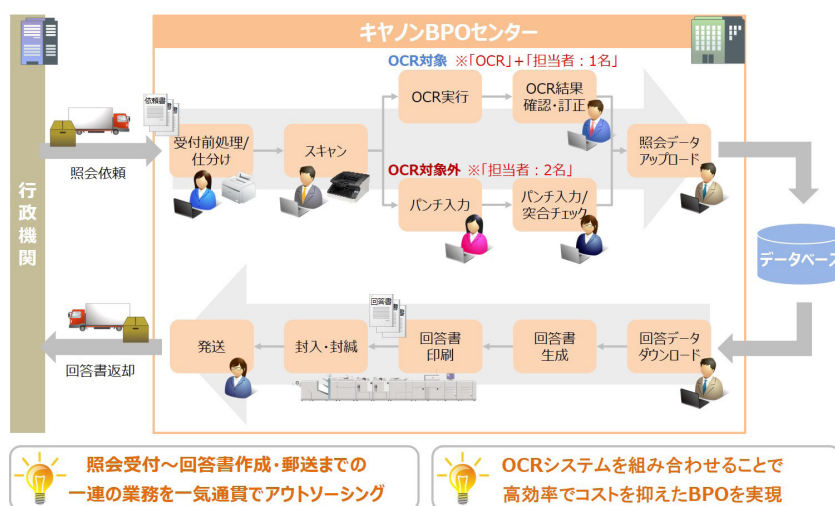 キヤノンBPOセンター
OCR対象 ※「OCR」+「担当者:1名」
依頼書
OCR実行
OCR結果
確認・訂正
受付前処理/
仕分け
スキャン
照会データ
アップロード
照会依頼
OCR対象外 ※「担当者:2名」
行政機関
パンチ入力
パンチ入力/
突合チェック
データベース
回答書
発送
封入・封緘
回答書
印刷
回答書
生成
回答データ
ダウンロード
回答書返却
照会受付~回答書作成・郵送までの
一連の業務を一気通貫でアウトソーシング
OCRシステムを組み合わせることで
高効率でコストを抑えたBPOを実現